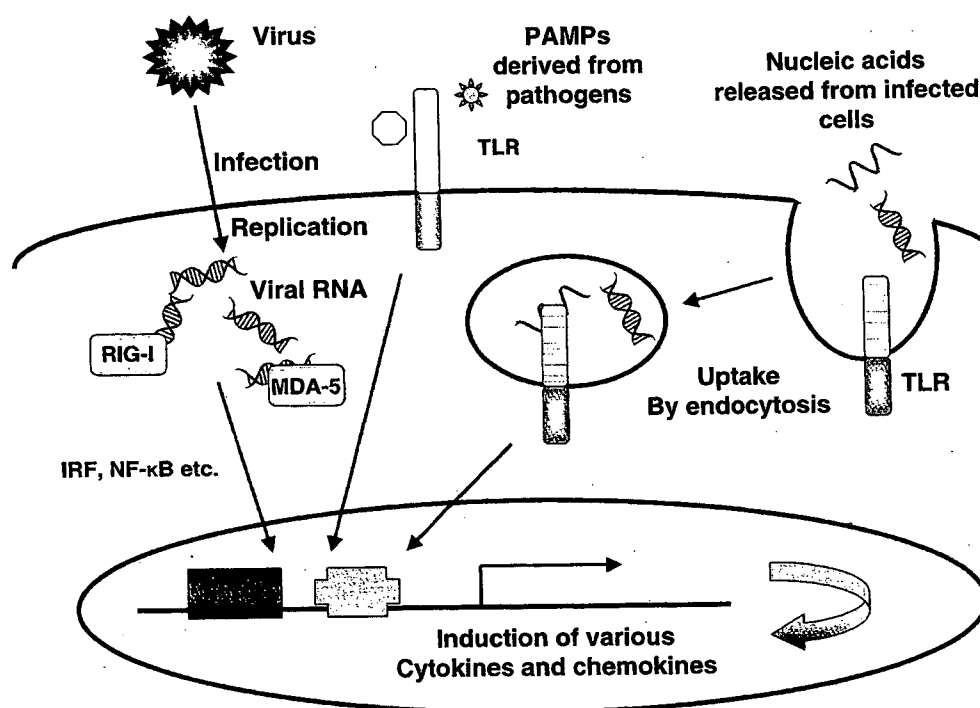 Virus
PAMPs
derived from
pathogens
Nucleic acids
released from infected
cells
TLR
Infection
Replication
Viral RNA
RIG-I
MDA-5
Uptake
By endocytosis
TLR
IRF, NF-κB etc.
Induction of various
Cytokines and chemokines